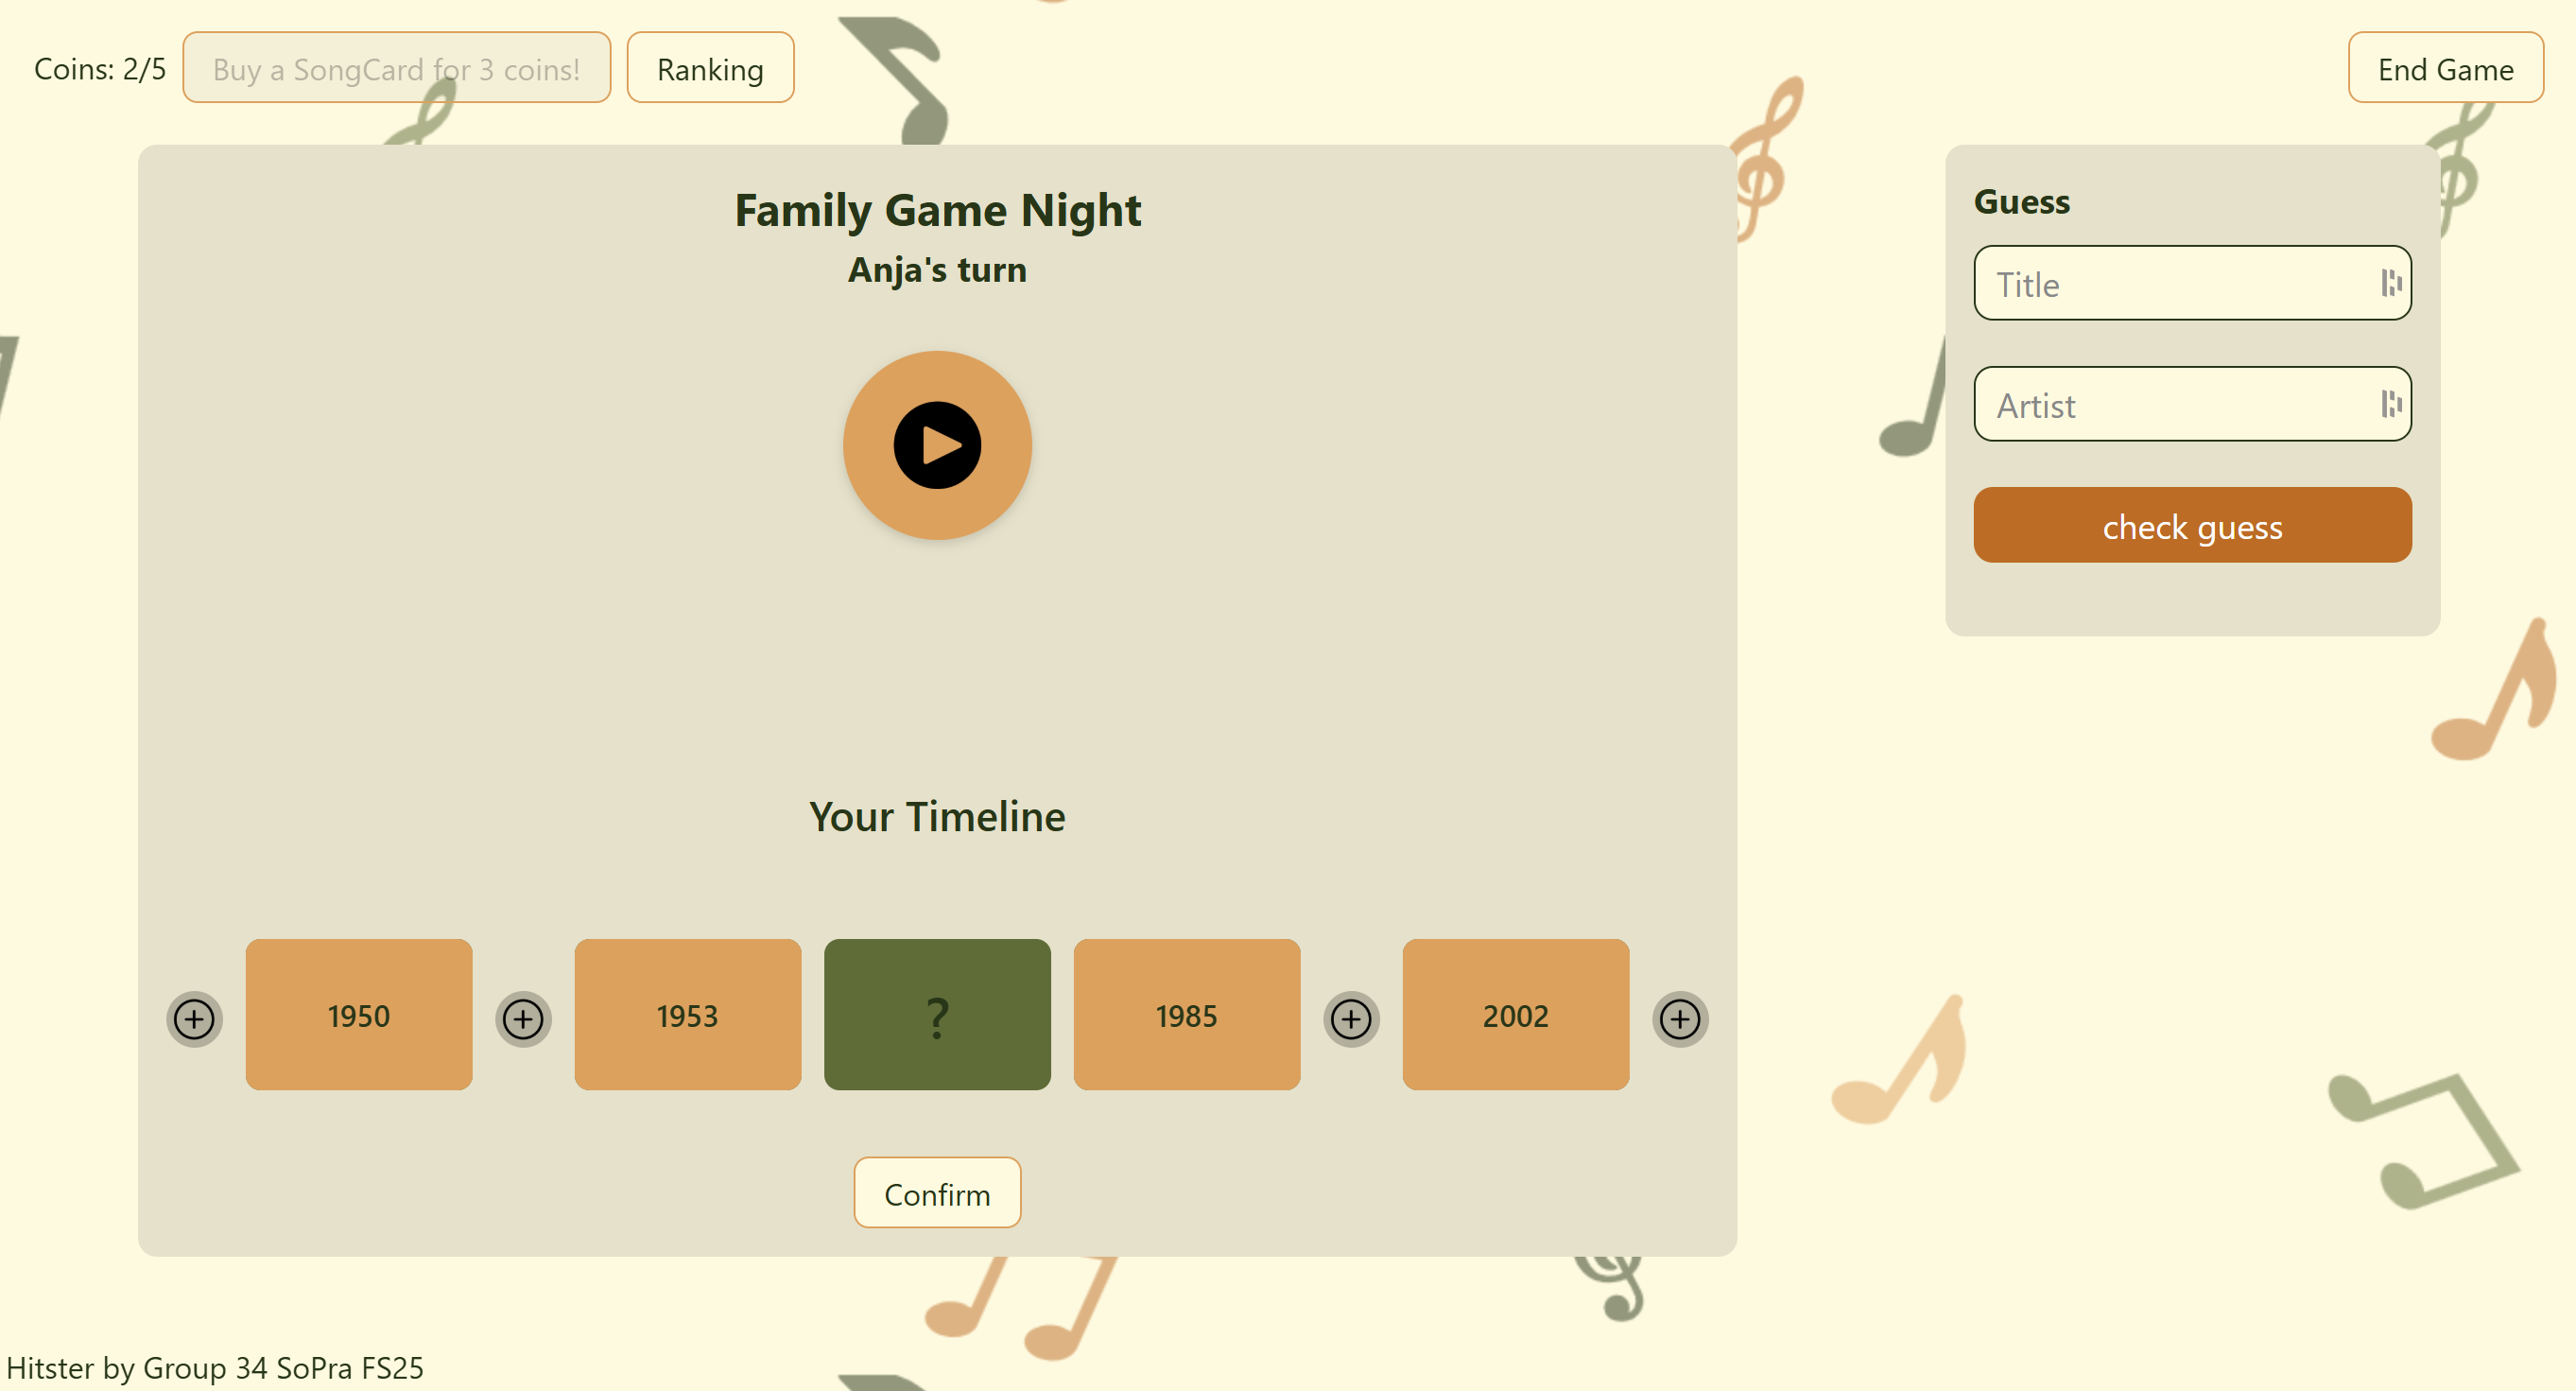 Coins: 2/5 Buy a SongCard for 3 coins! Ranking End Game
Family Game Night
Anja's turn
Guess
Title
Artist
check guess
Your Timeline
1950 1953 ? 1985 2002
Confirm
Hitster by Group 34 SoPra FS25